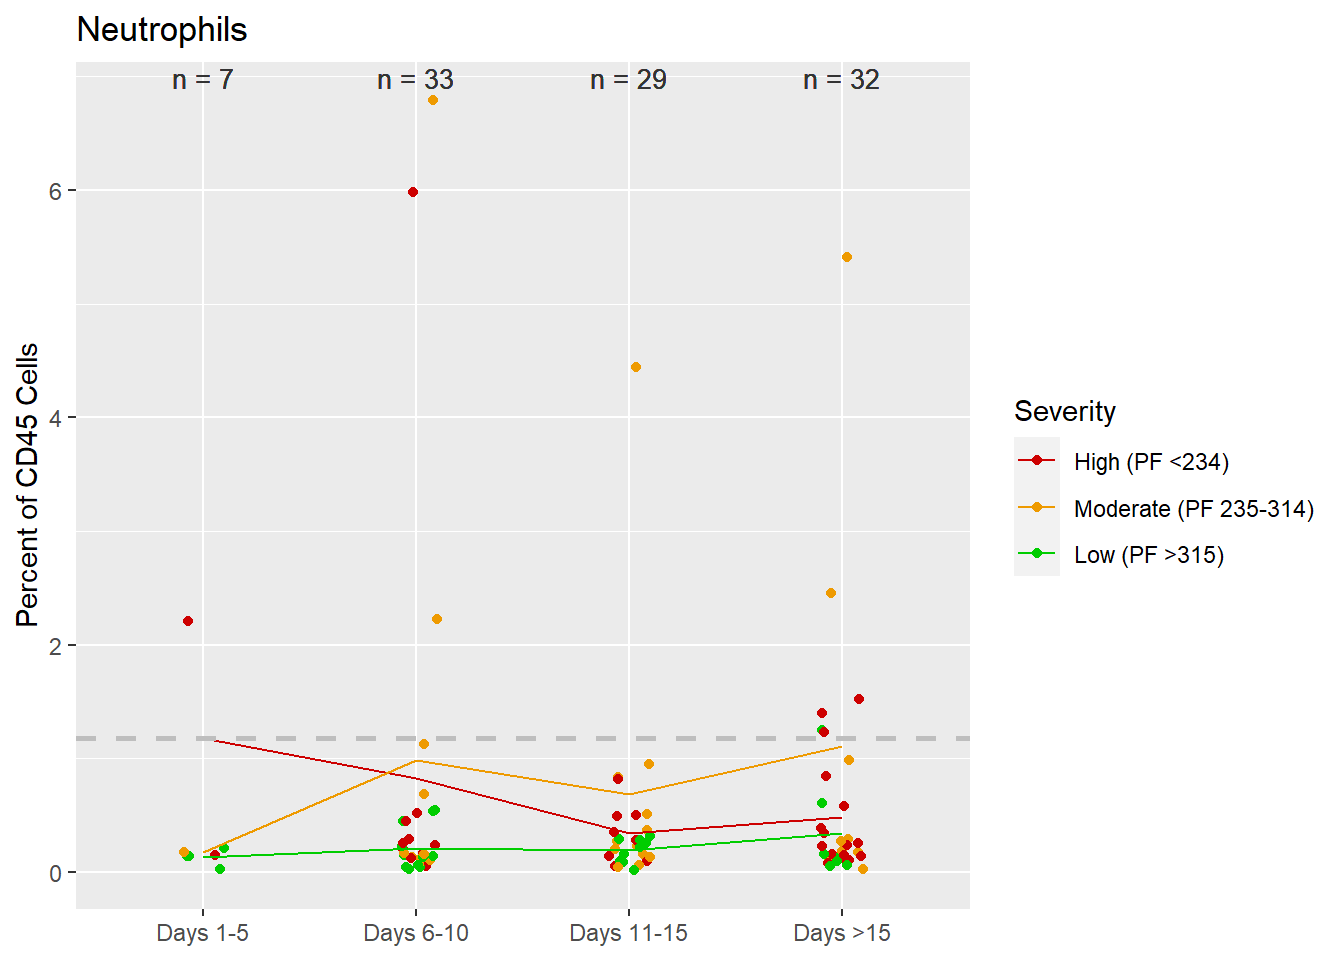 Neutrophils
n = 7
n = 33
n = 29
n = 32
6
4
2
0
Percent of CD45 Cells
Days 1-5
Days 6-10
Days 11-15
Days >15
Severity
High (PF <234)
Moderate (PF 235-314)
Low (PF >315)